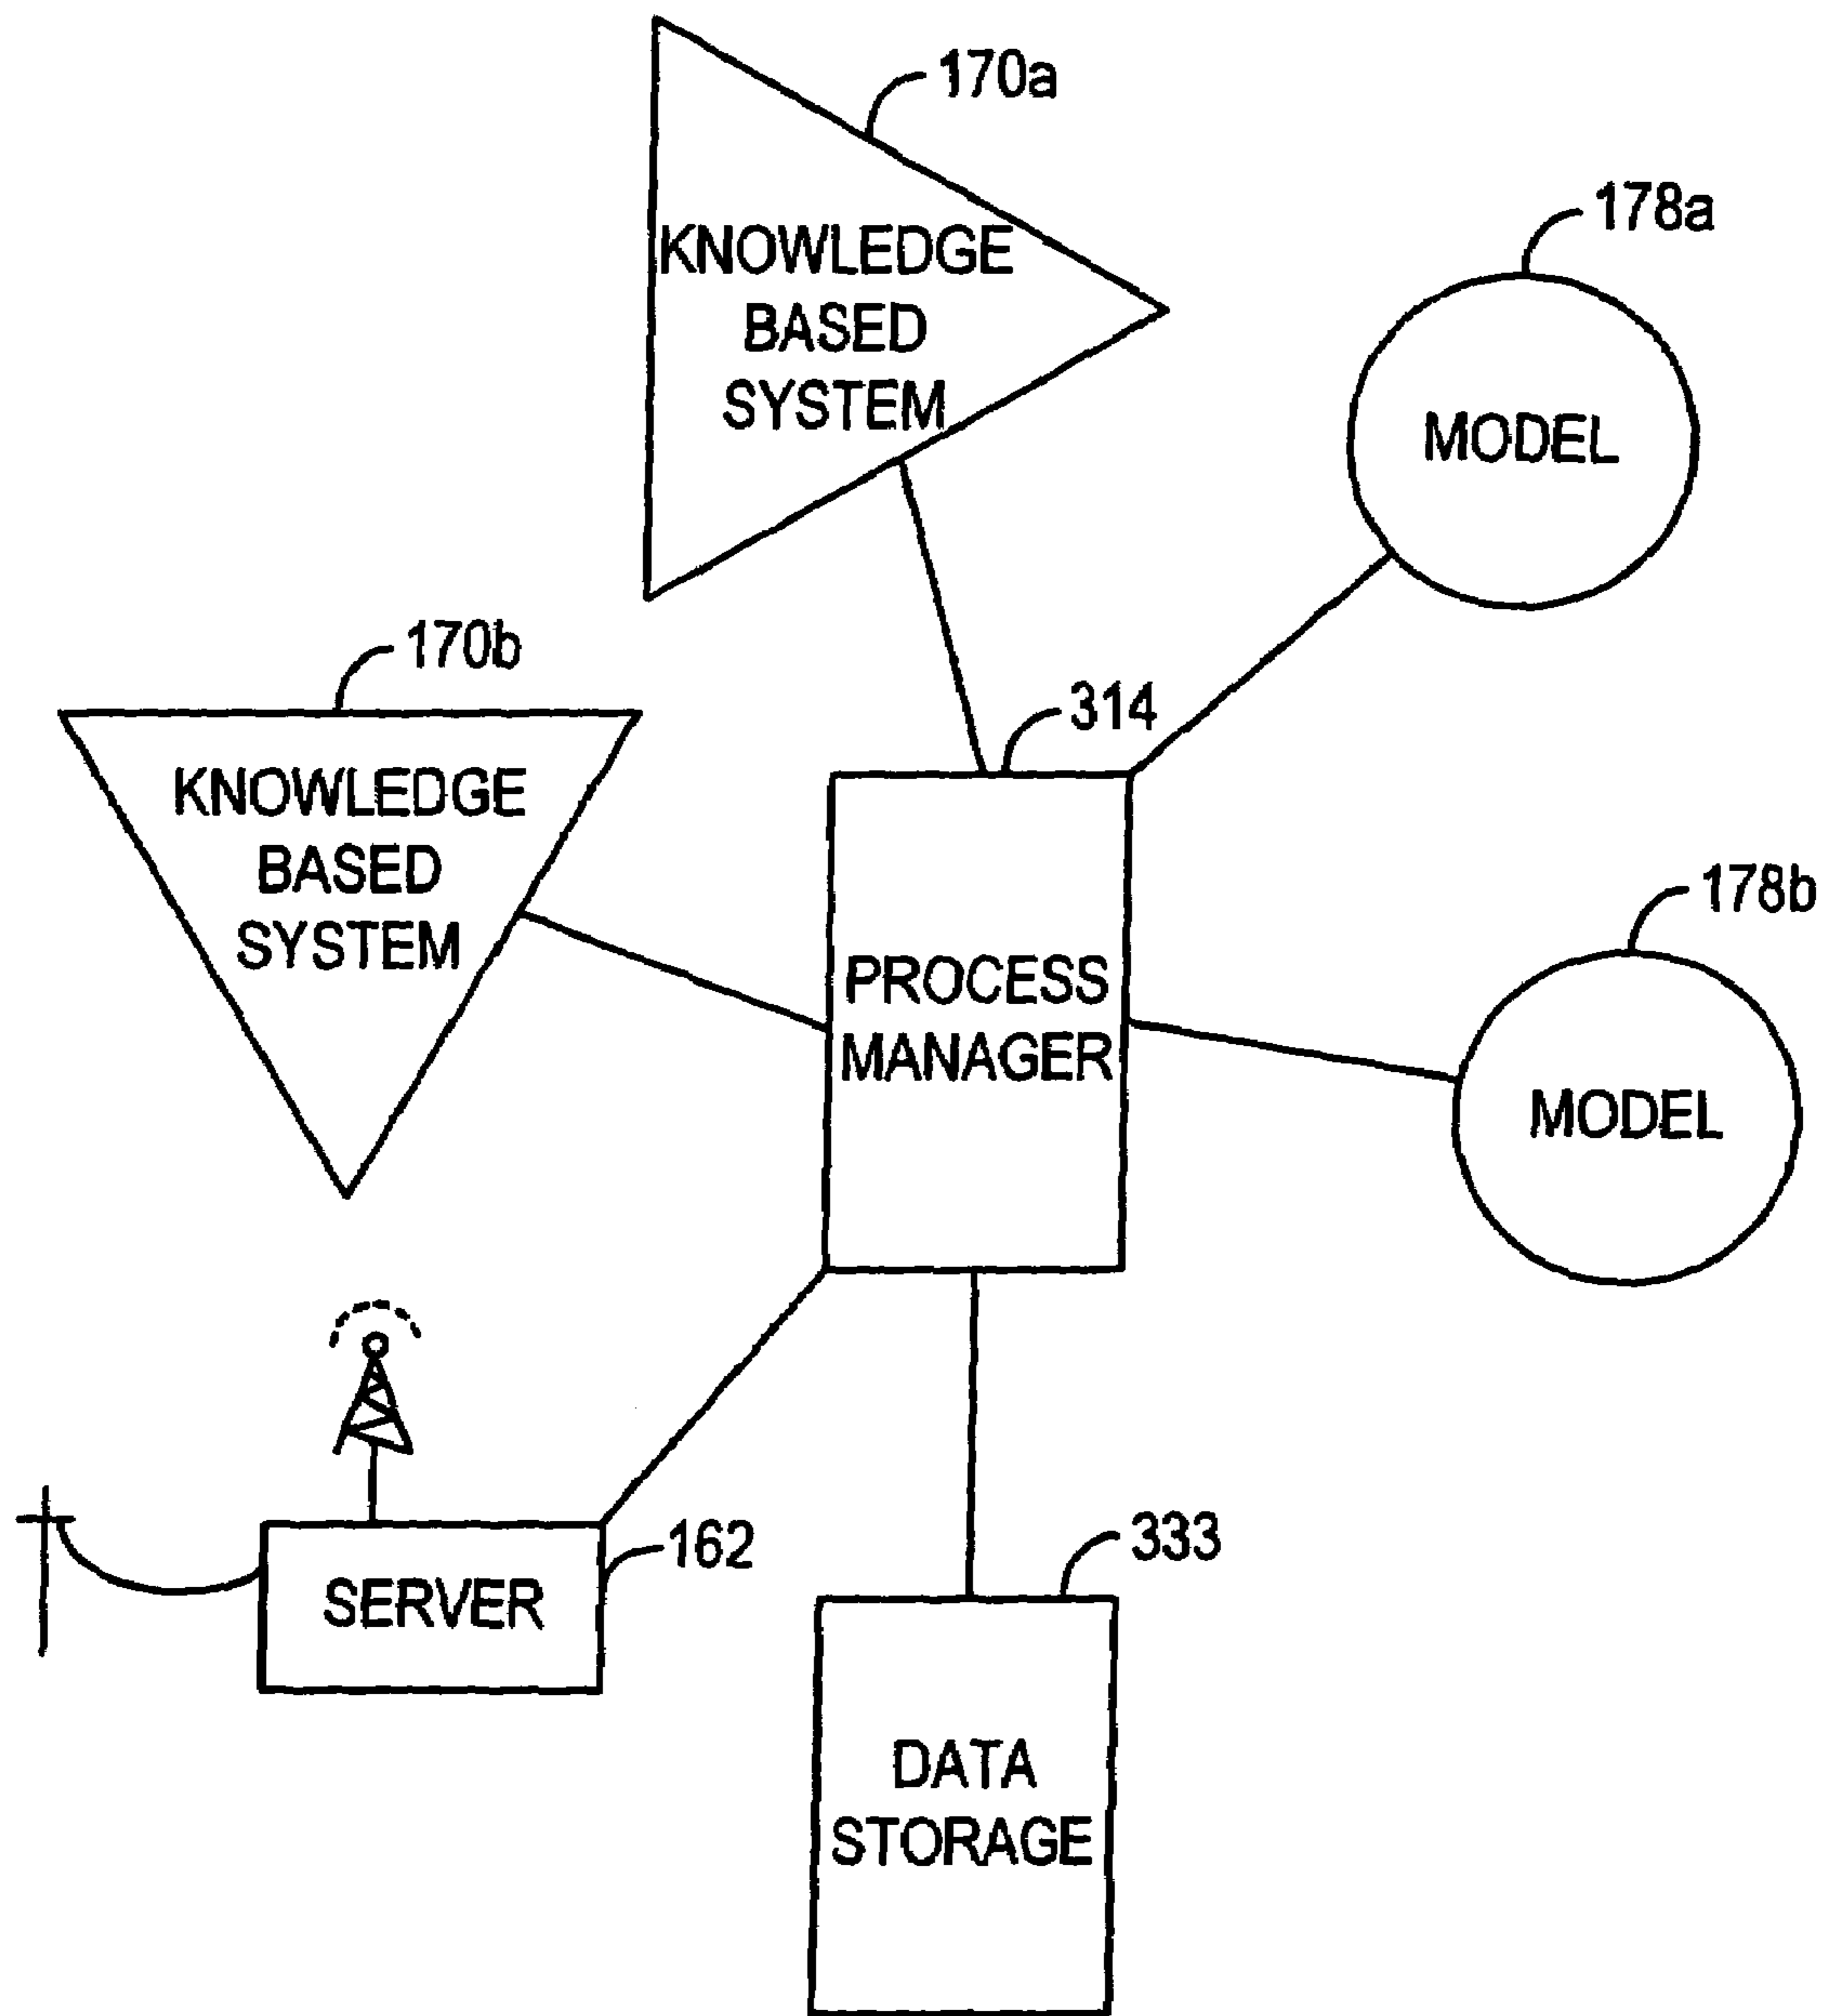 170a
KNOWLEDGE
BASED
SYSTEM
178a
MODEL
170b
KNOWLEDGE
BASED
SYSTEM
314
PROCESS
MANAGER
178b
MODEL
162
SERVER
333
DATA
STORAGE